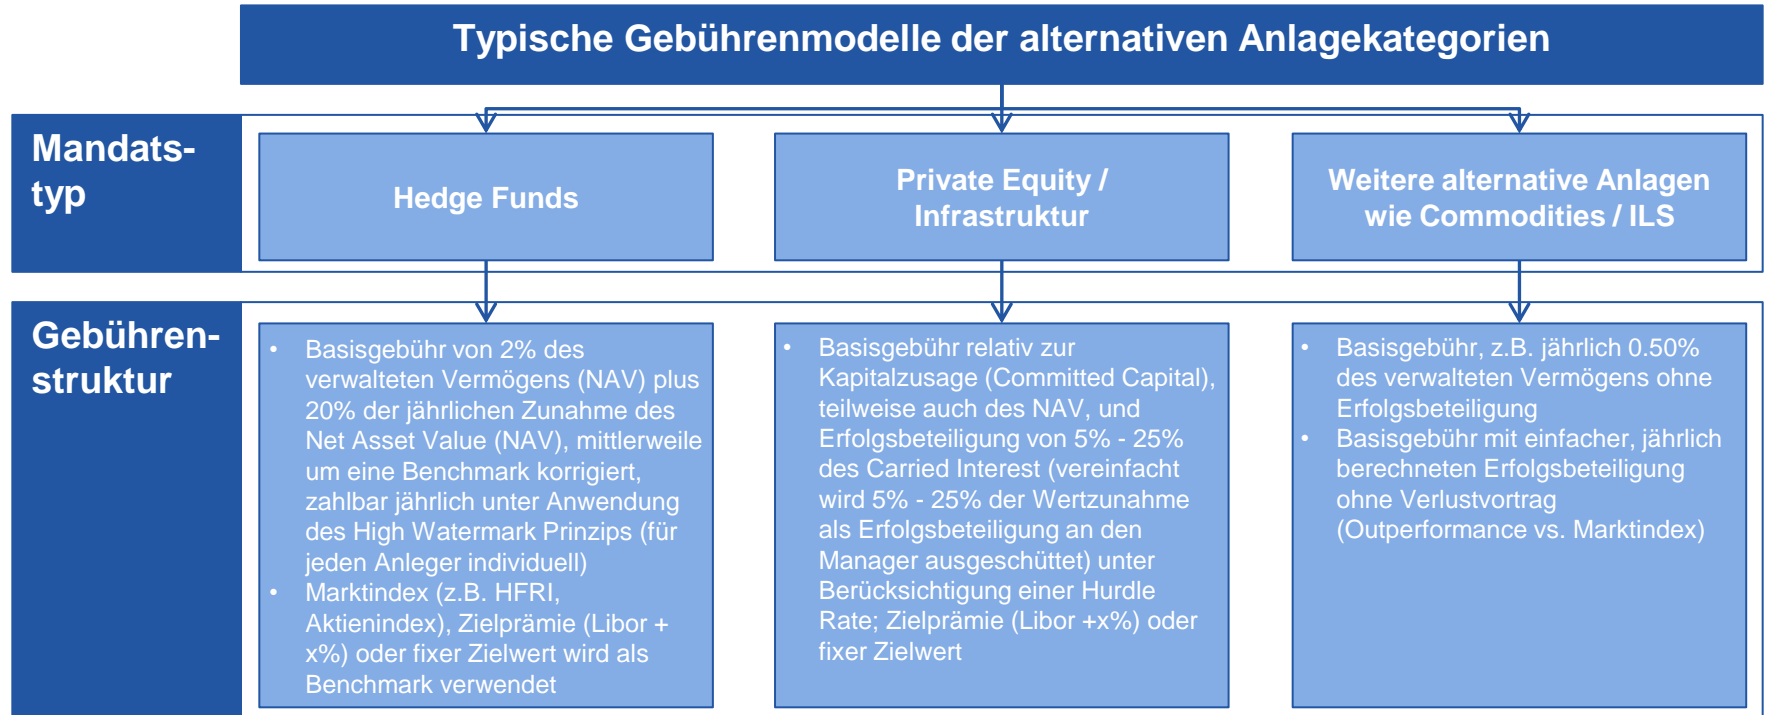 Typische Gebührenmodelle der alternativen Anlagekategorien
Mandats-
typ
Hedge Funds
Private Equity /
Infrastruktur
Weitere alternative Anlagen
wie Commodities / ILS
Gebühren-
struktur
• Basisgebühr von 2% des
verwalteten Vermögens (NAV) plus
20% der jährlichen Zunahme des
Net Asset Value (NAV), mittlerweile
um eine Benchmark korrigiert,
zahlbar jährlich unter Anwendung
des High Watermark Prinzips (für
jeden Anleger individuell)
• Marktindex (z.B. HFRI,
Aktienindex), Zielprämie (Libor +
x%) oder fixer Zielwert wird als
Benchmark verwendet
• Basisgebühr relativ zur
Kapitalzusage (Committed Capital),
teilweise auch des NAV, und
Erfolgsbeteiligung von 5% - 25%
des Carried Interest (vereinfacht
wird 5% - 25% der Wertzunahme
als Erfolgsbeteiligung an den
Manager ausgeschüttet) unter
Berücksichtigung einer Hurdle
Rate; Zielprämie (Libor +x%) oder
fixer Zielwert
• Basisgebühr, z.B. jährlich 0.50%
des verwalteten Vermögens ohne
Erfolgsbeteiligung
• Basisgebühr mit einfacher, jährlich
berechneten Erfolgsbeteiligung
ohne Verlustvortrag
(Outperformance vs. Marktindex)